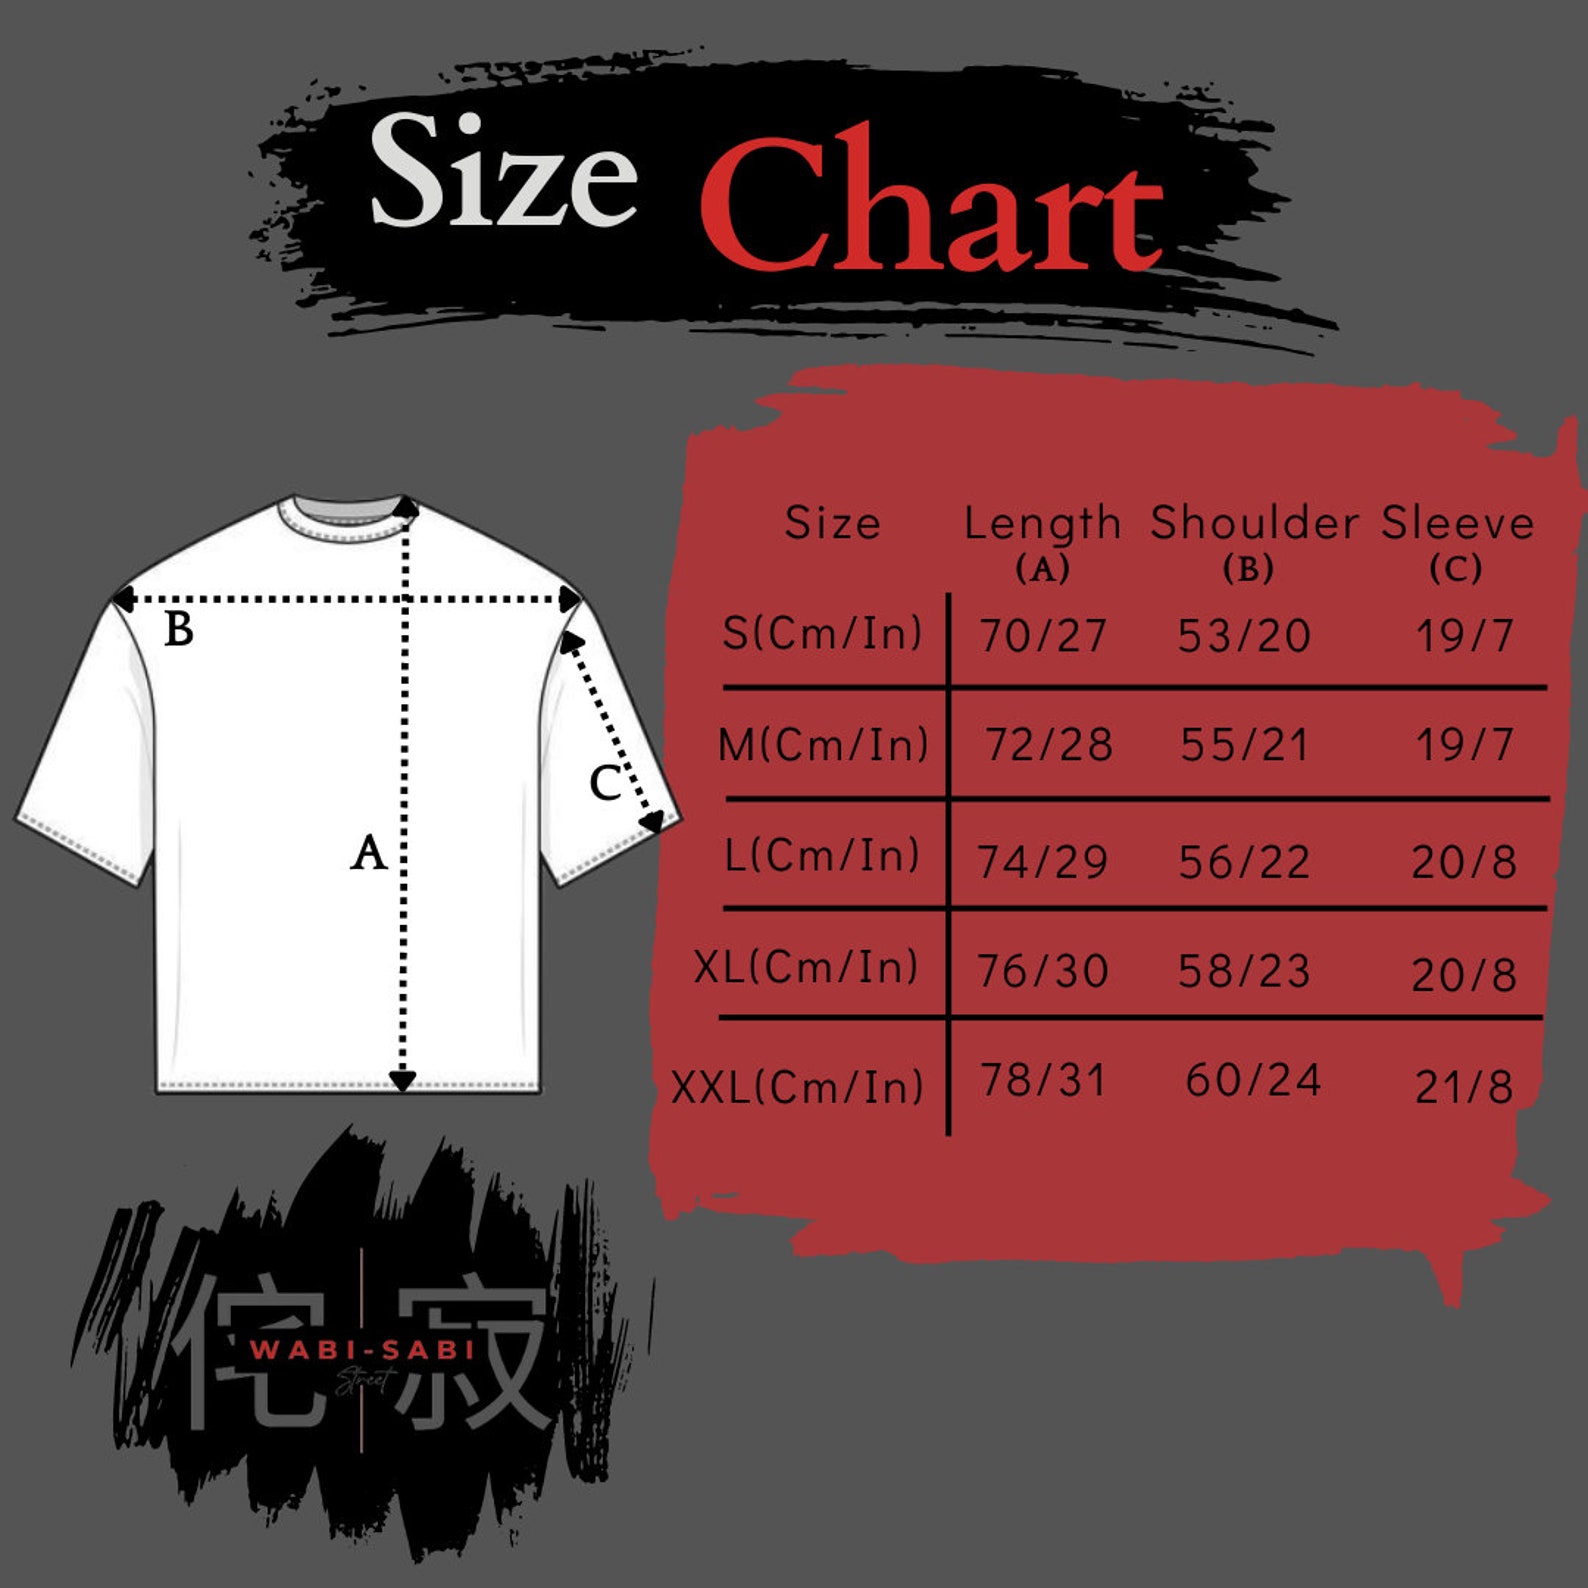 Size Chart
Size Length Shoulder Sleeve
(A) (B) (C)
S(Cm/In) 70/27 53/20 19/7
M(Cm/In) 72/28 55/21 19/7
L(Cm/In) 74/29 56/22 20/8
XL(Cm/In) 76/30 58/23 20/8
XXL(Cm/In) 78/31 60/24 21/8
B
C
A
侘寂
WABI-SABI
Street